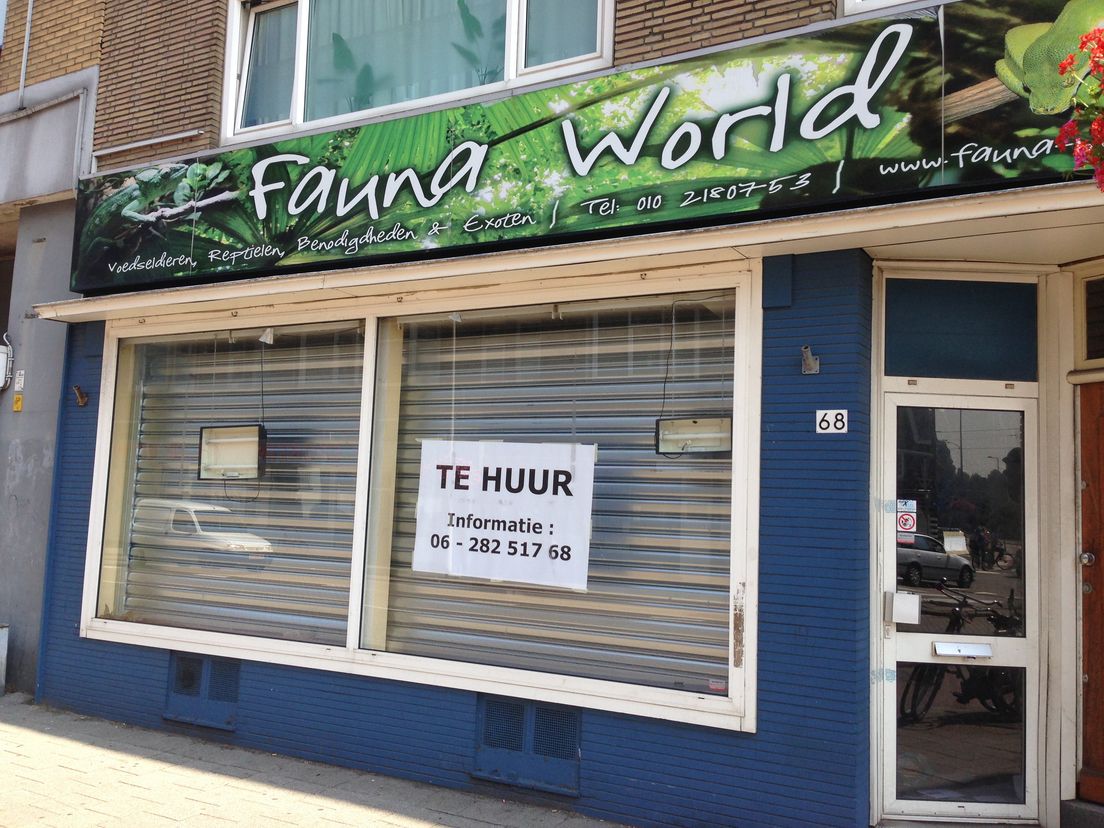 Fauna World
Voedseldieren, Reptielen, Benodigdheden & Exoten / Tel: 010 2180753 / www.fauna-
TE HUUR
Informatie :
06 - 282 517 68
68